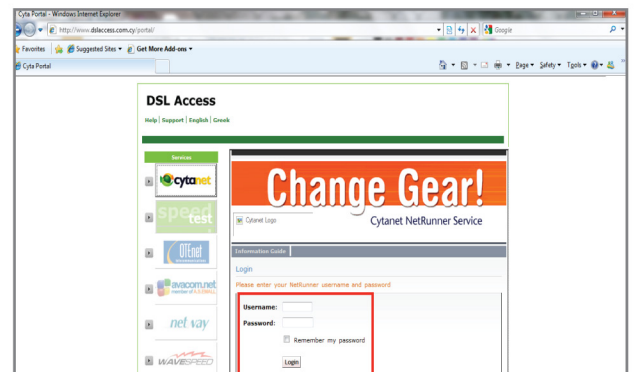 Cyta Portal - Windows Internet Explorer
http://www.dslaccess.com.cy/portal/
Google
Favorites
Suggested Sites
Get More Add-ons
Cyta Portal
Page
Safety
Tools
DSL Access
Help | Support | English | Greek
Services
cytanet
speed
test
OTEnet
avacom.net
net way
WAVESPEED
Change Gear!
Cytanet Logo
Cytanet NetRunner Service
Information Guide
Login
Please enter your NetRunner username and password
Username:
Password:
Remember my password
Login